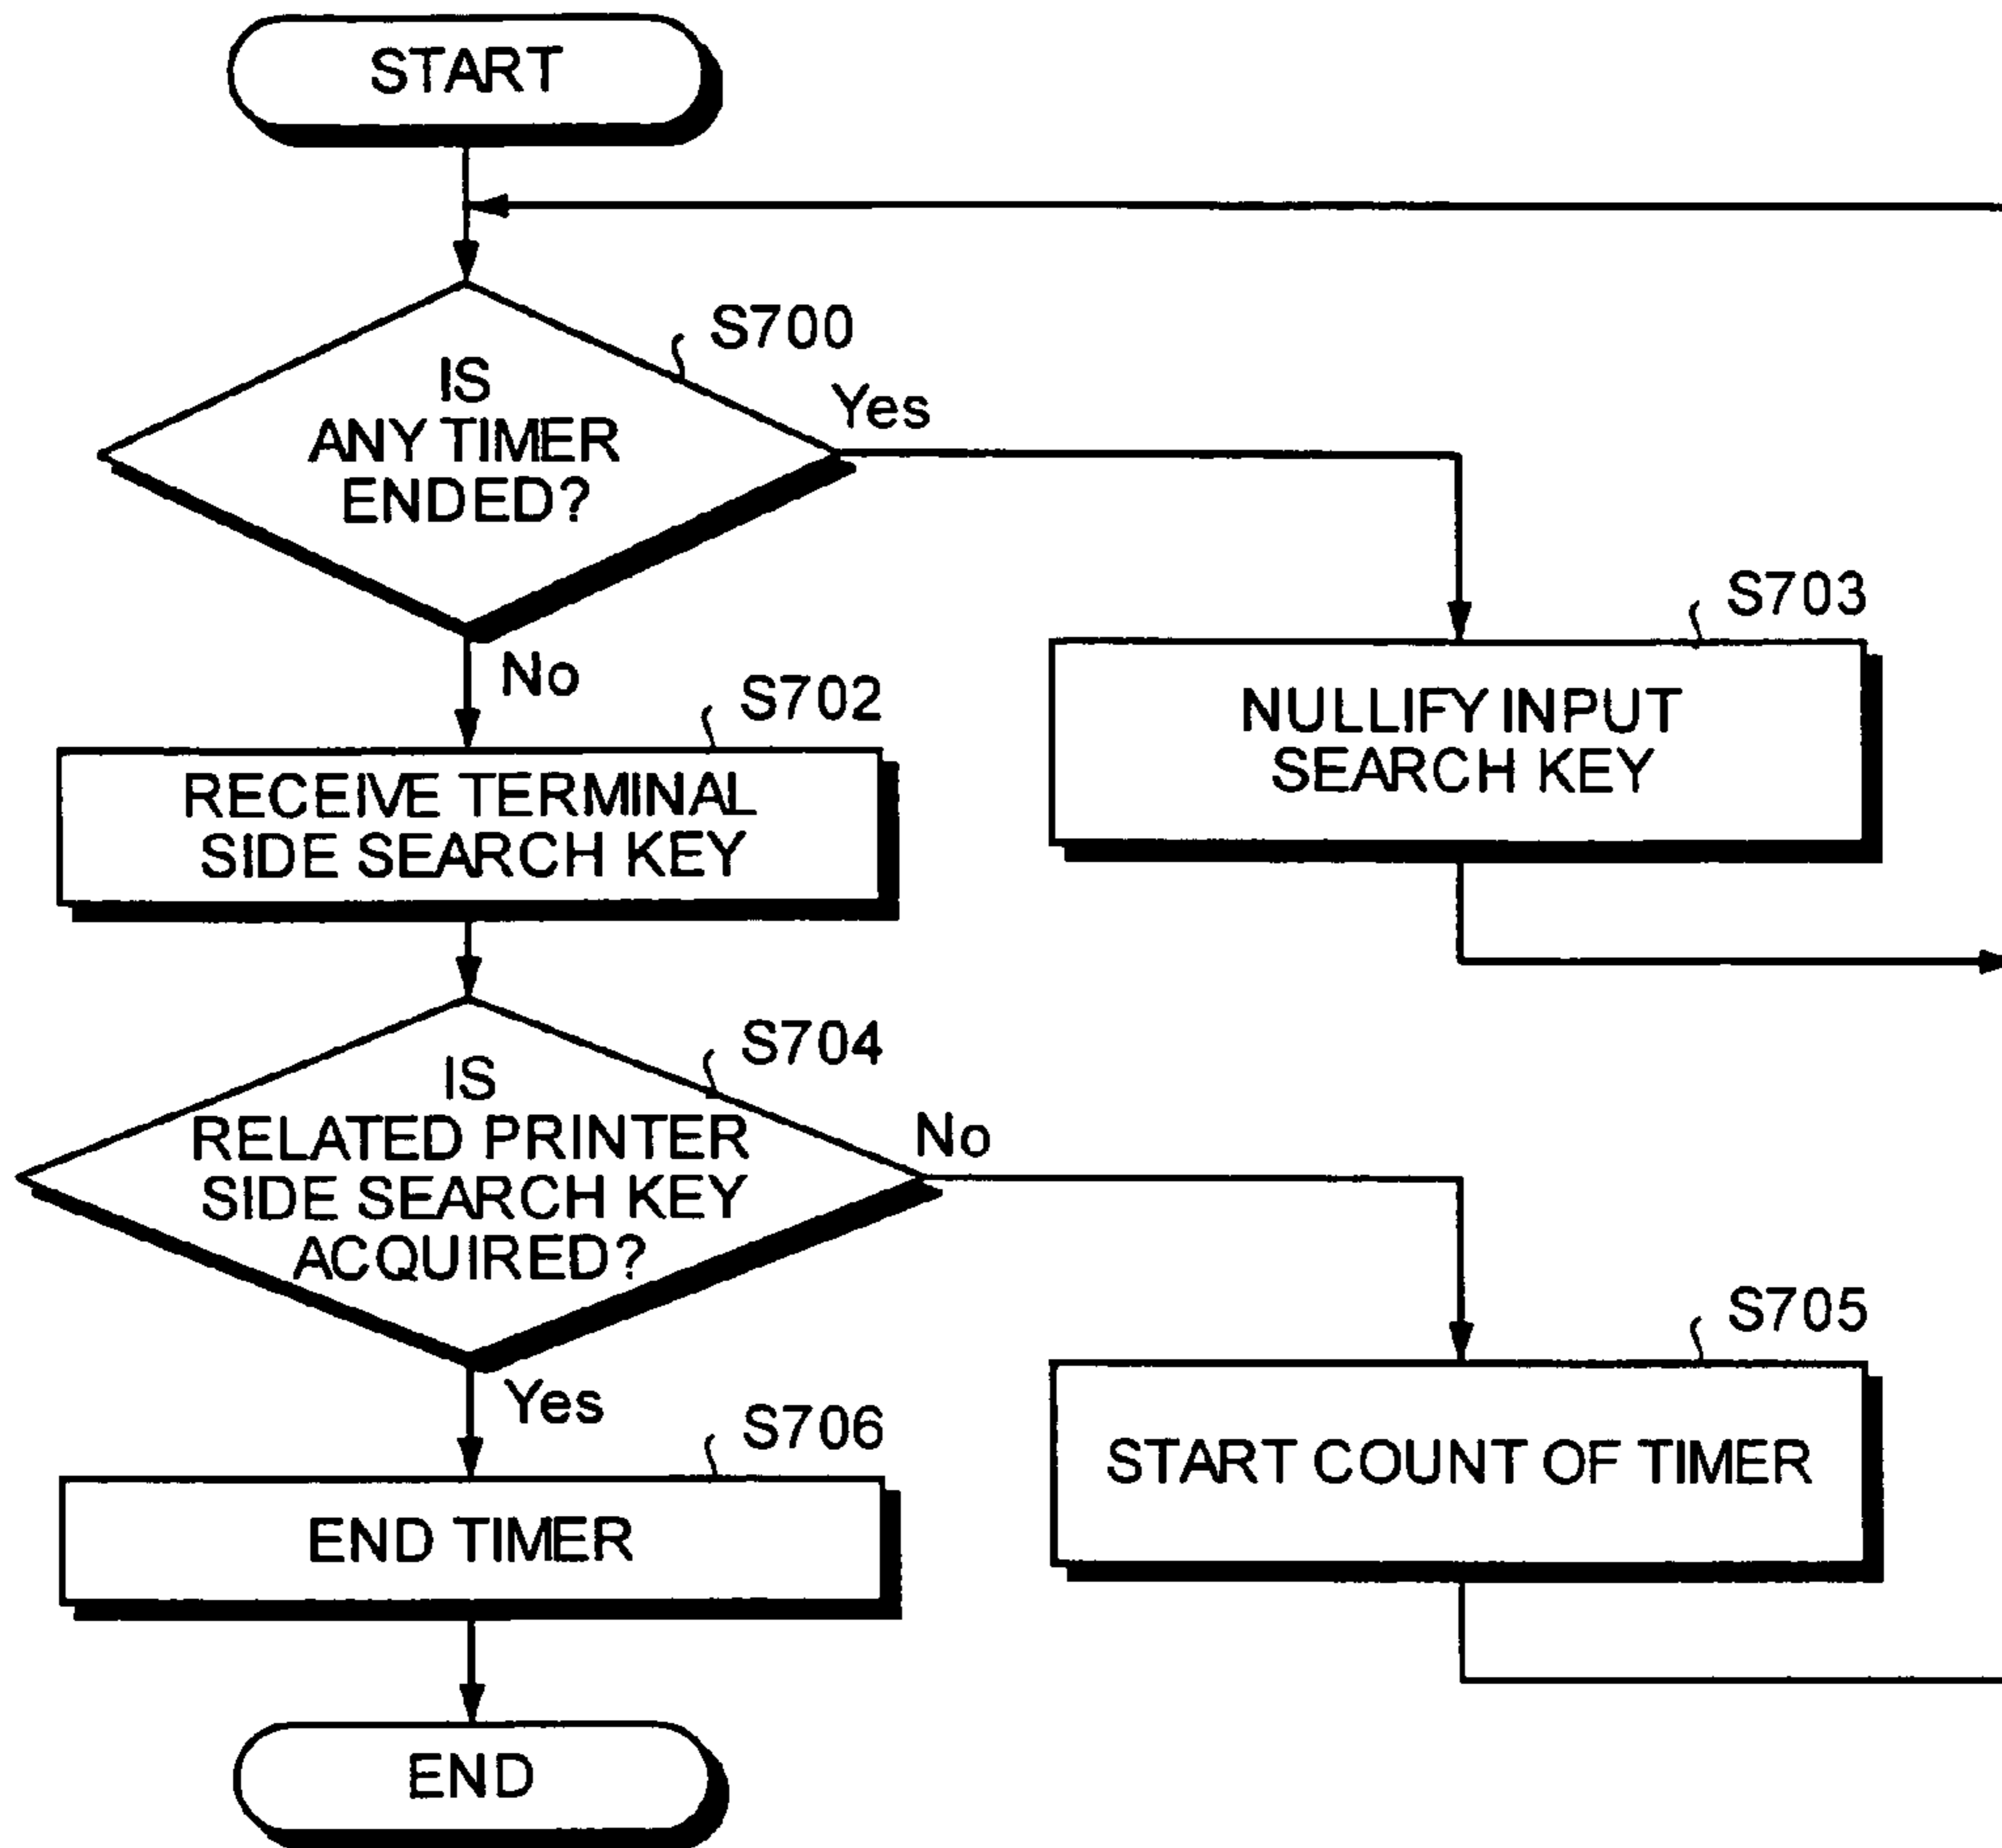 START
S700
IS
ANY TIMER
ENDED?
Yes
No
S703
NULLIFY INPUT
SEARCH KEY
S702
RECEIVE TERMINAL
SIDE SEARCH KEY
S704
IS
RELATED PRINTER
SIDE SEARCH KEY
ACQUIRED?
No
Yes
S705
START COUNT OF TIMER
S706
END TIMER
END